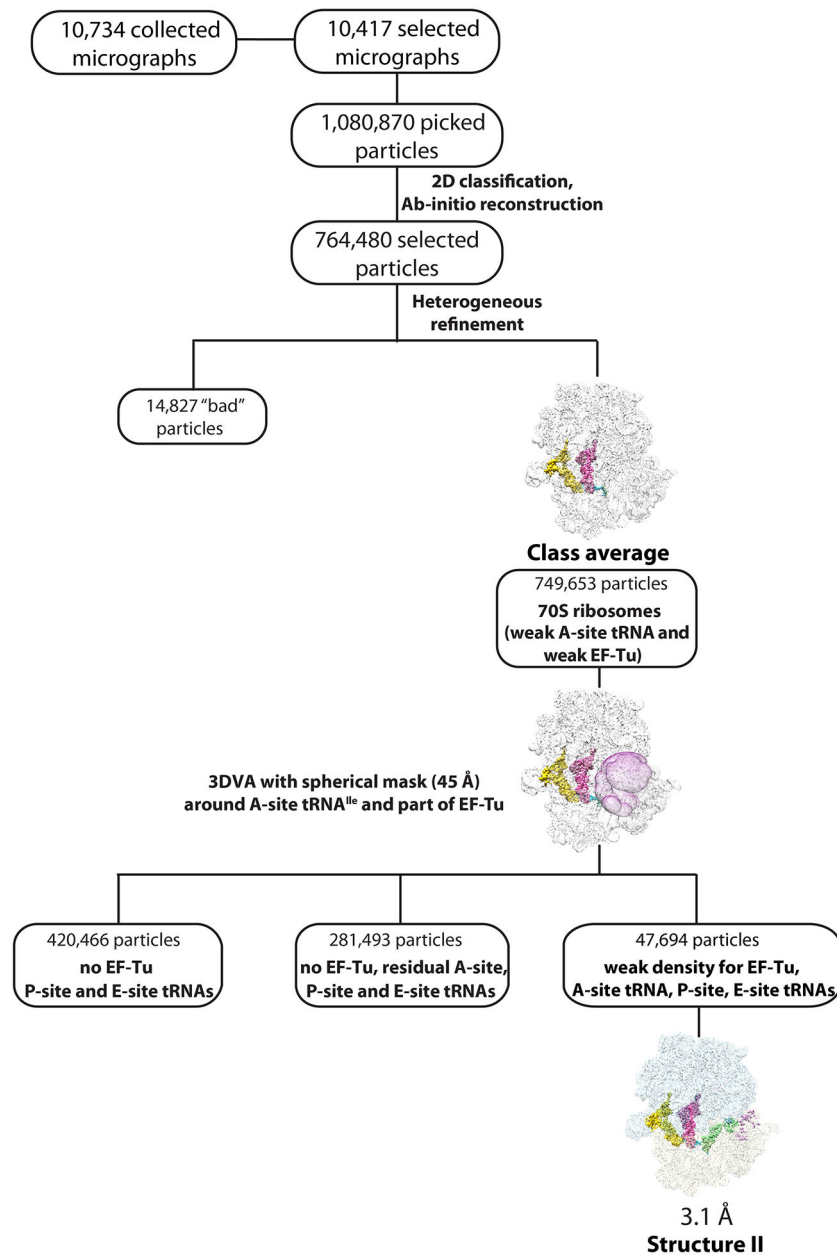 10,734 collected
micrographs
10,417 selected
micrographs
1,080,870 picked
particles
2D classification,
Ab-initio reconstruction
764,480 selected
particles
Heterogeneous
refinement
14,827 “bad”
particles
Class average
749,653 particles
70S ribosomes
(weak A-site tRNA and
weak EF-Tu)
3DVA with spherical mask (45 Å)
around A-site tRNAᴵˡᵉ and part of EF-Tu
420,466 particles
no EF-Tu
P-site and E-site tRNAs
281,493 particles
no EF-Tu, residual A-site,
P-site and E-site tRNAs
47,694 particles
weak density for EF-Tu,
A-site tRNA, P-site, E-site tRNAs
3.1 Å
Structure II